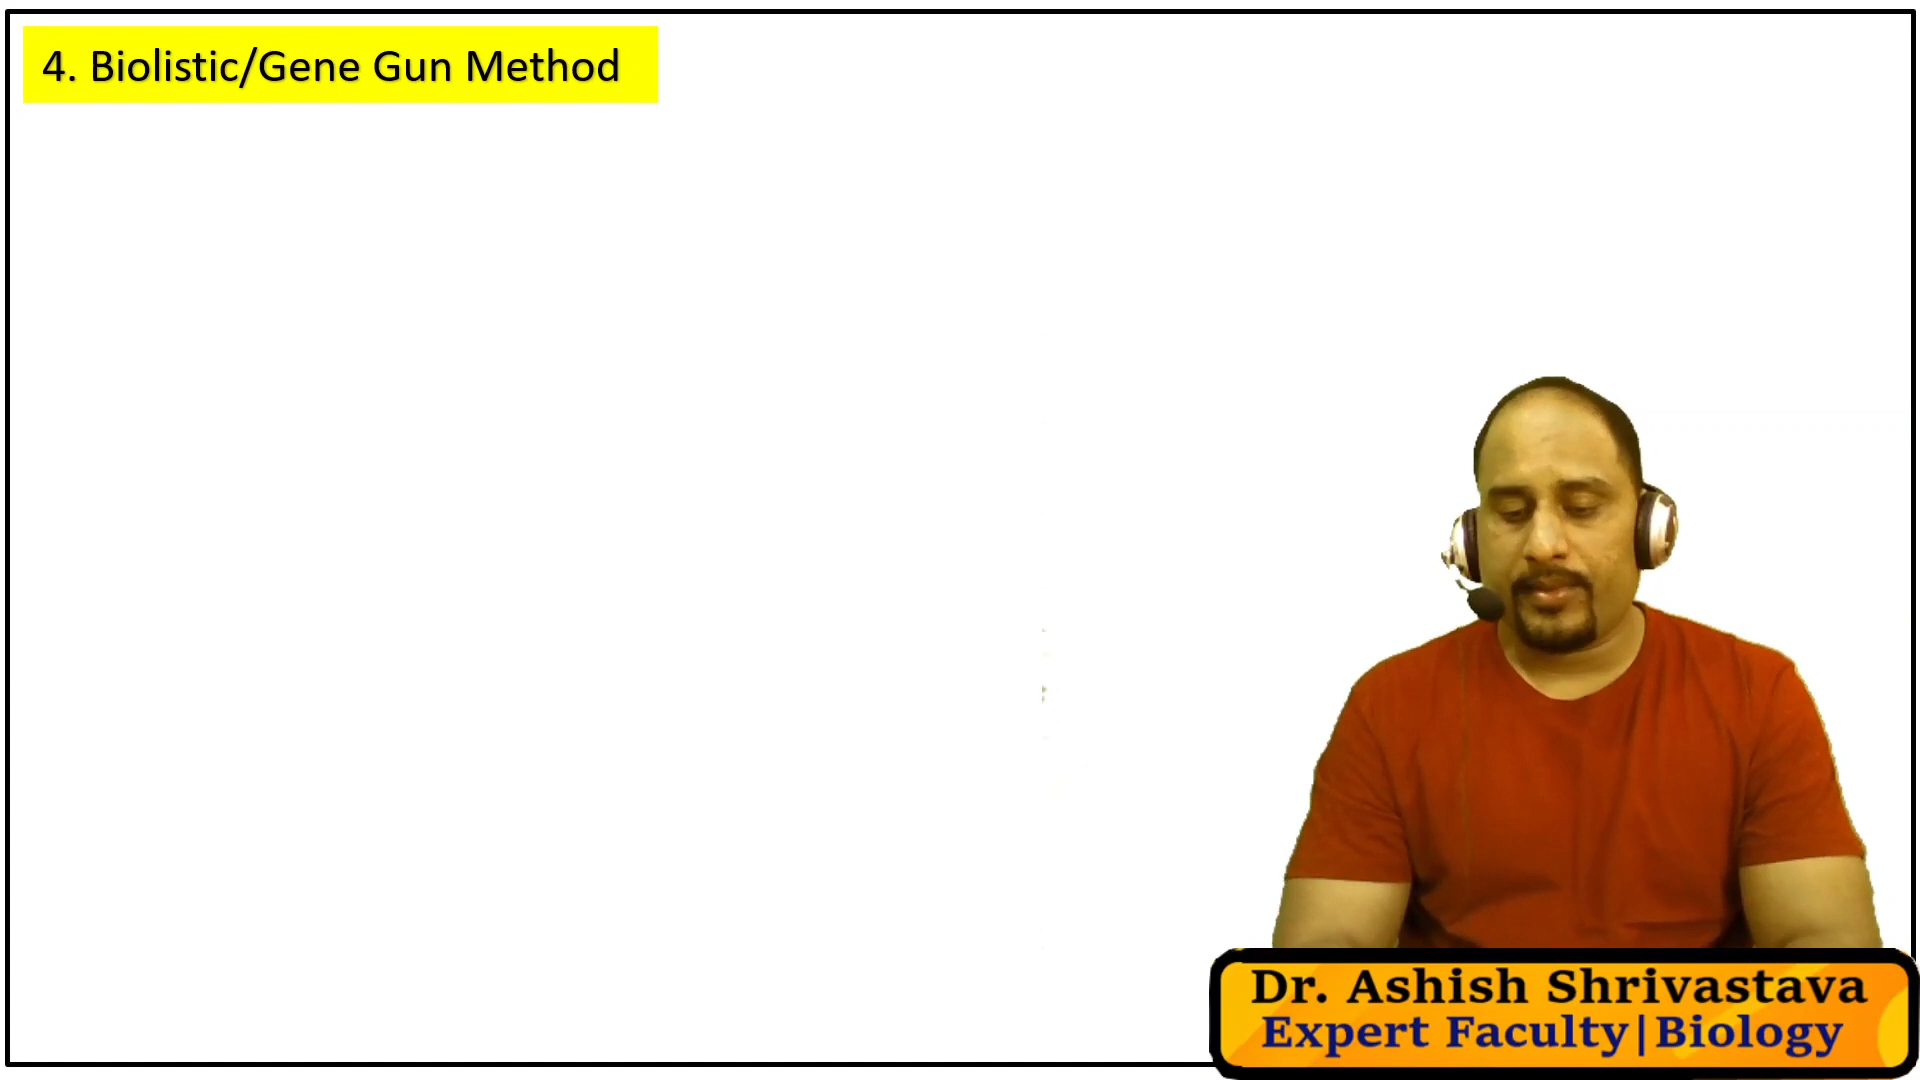 4. Biolistic/Gene Gun Method
Dr. Ashish Shrivastava
Expert Faculty|Biology